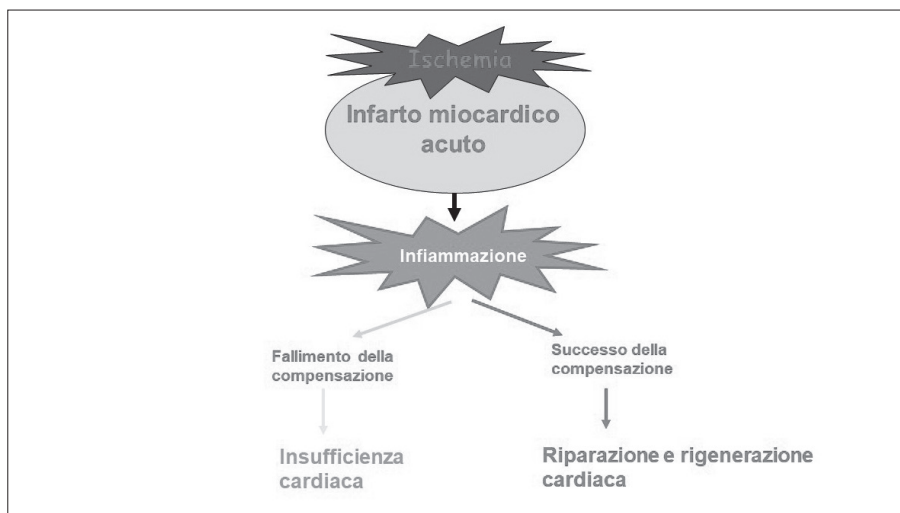 Ischemia
Infarto miocardico
acuto
Infiammazione
Fallimento della
compensazione
Successo della
compensazione
Insufficienza
cardiaca
Riparazione e rigenerazione
cardiaca